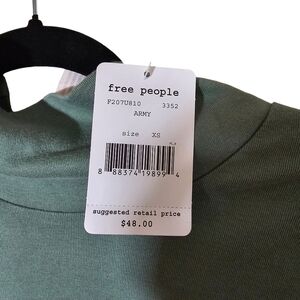 free people
F207U810 3352
ARMY
size XS
8 88374 19899 4
suggested retail price
$48.00